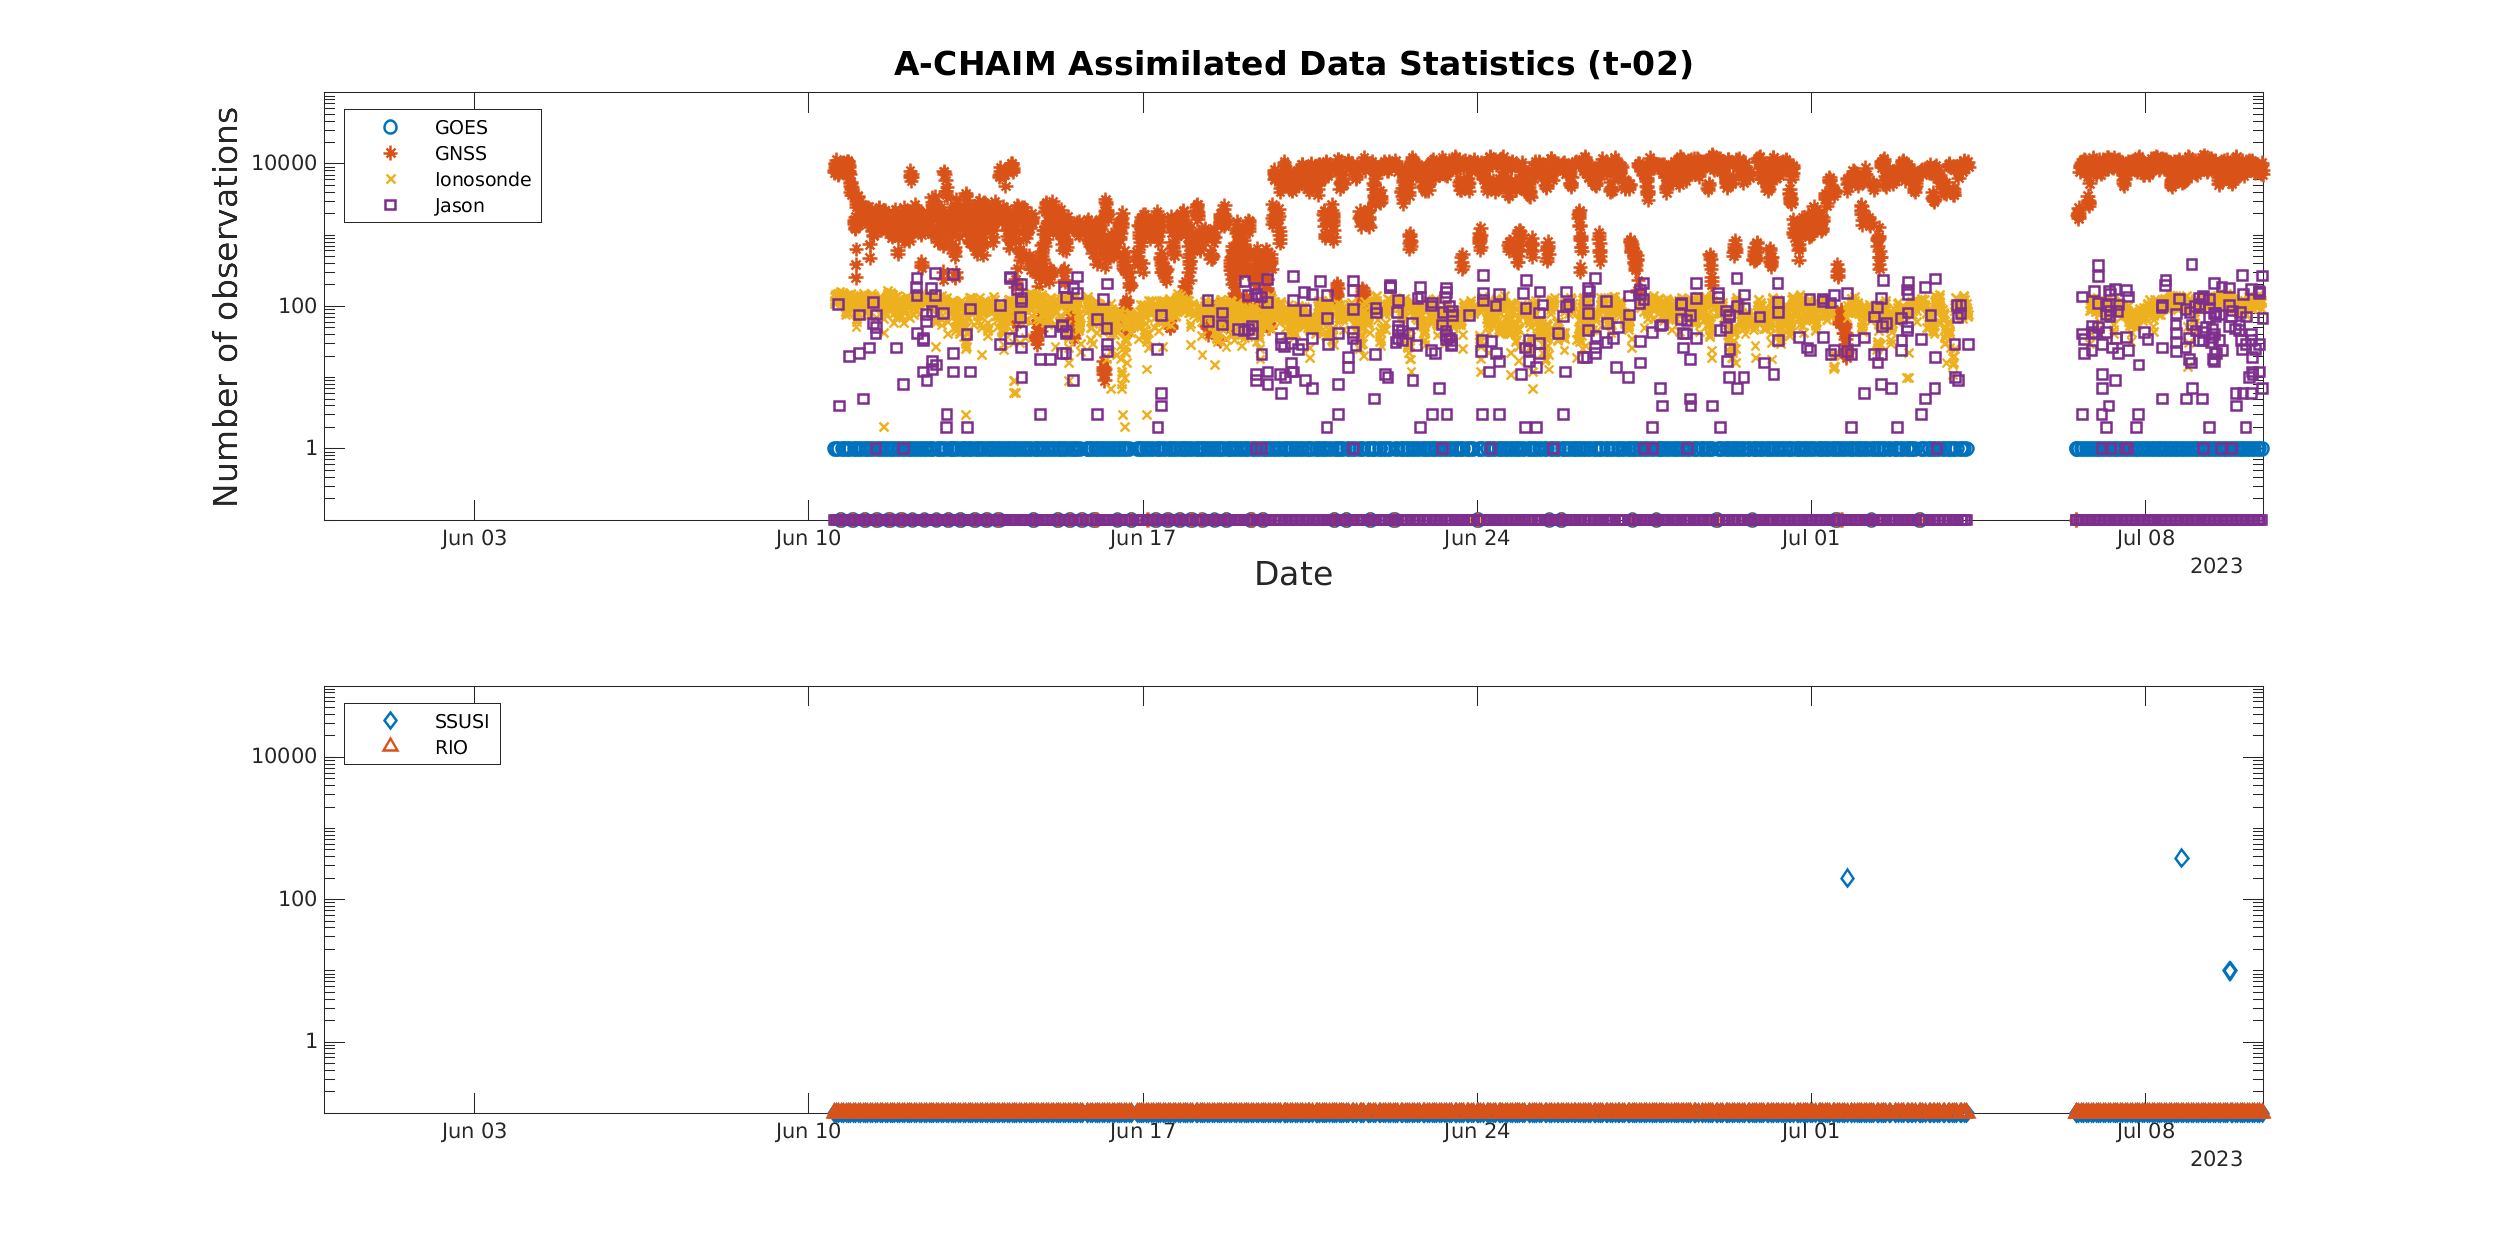 A-CHAIM Assimilated Data Statistics (t-02)
Number of observations
10000
100
1
GOES
GNSS
Ionosonde
Jason
Jun 03
Jun 10
Jun 17
Jun 24
Jul 01
Jul 08
2023
Date
10000
100
1
SSUSI
RIO
Jun 03
Jun 10
Jun 17
Jun 24
Jul 01
Jul 08
2023